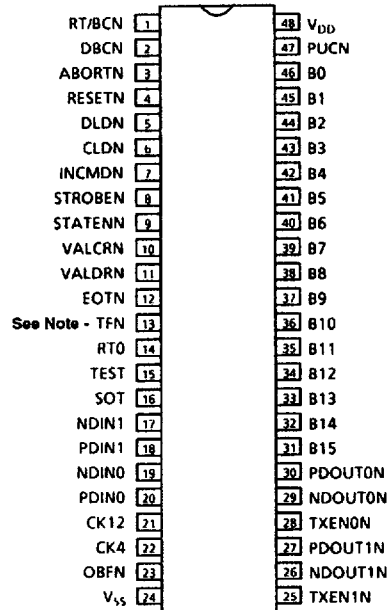 RT/BCN 1 48 VDD
DBCN 2 47 PUCN
ABORTN 3 46 B0
RESETN 4 45 B1
DLDN 5 44 B2
CLDN 6 43 B3
INCMDN 7 42 B4
STROBEN 8 41 B5
STATENN 9 40 B6
VALCRN 10 39 B7
VALDRN 11 38 B8
EOTN 12 37 B9
See Note - TFN 13 36 B10
RT0 14 35 B11
TEST 15 34 B12
SOT 16 33 B13
NDIN1 17 32 B14
PDIN1 18 31 B15
NDIN0 19 30 PDOUT0N
PDIN0 20 29 NDOUT0N
CK12 21 28 TXEN0N
CK4 22 27 PDOUT1N
OBFN 23 26 NDOUT1N
VSS 24 25 TXEN1N